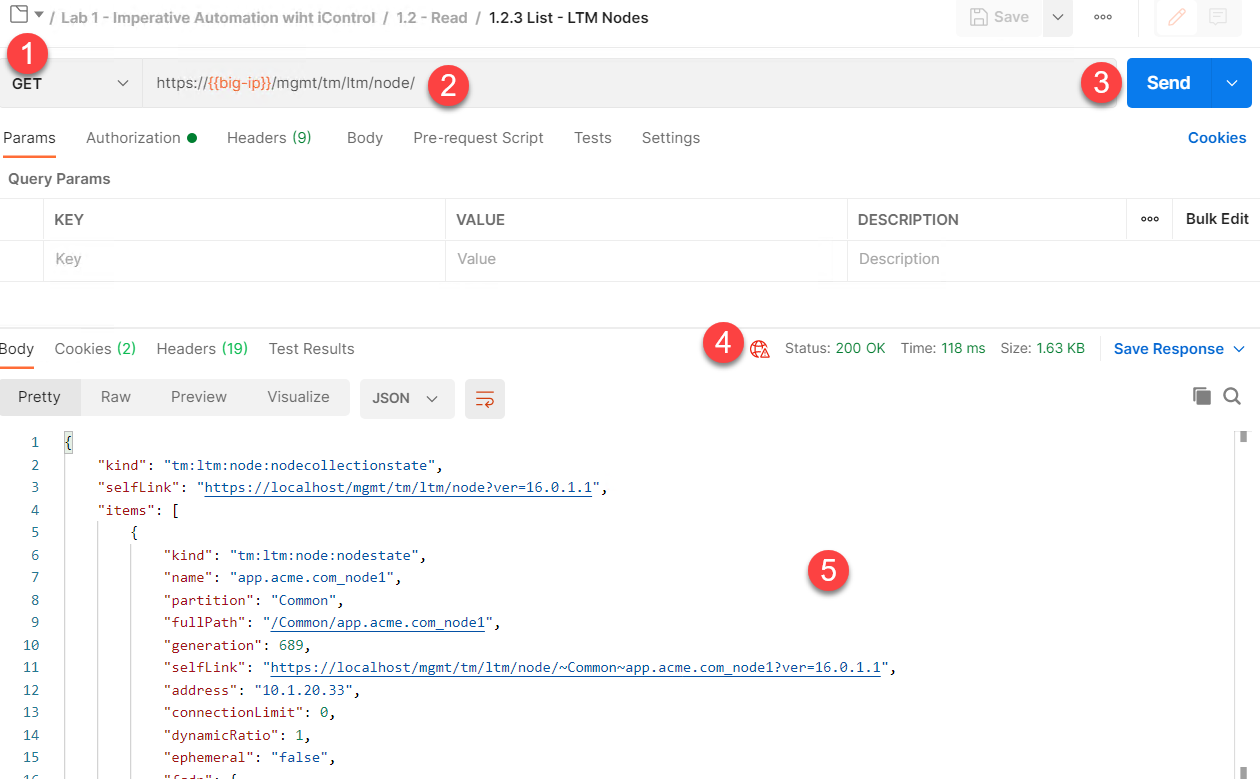 / Lab 1 - Imperative Automation wiht iControl / 1.2 - Read / 1.2.3 List - LTM Nodes
Save
1
GET
https://{{big-ip}}/mgmt/tm/ltm/node/
2
3
Send
Params Authorization Headers (9) Body Pre-request Script Tests Settings Cookies
Query Params
KEY VALUE DESCRIPTION ooo Bulk Edit
Key Value Description
Body Cookies (2) Headers (19) Test Results
4
Status: 200 OK Time: 118 ms Size: 1.63 KB Save Response
Pretty Raw Preview Visualize JSON
1 {
2 "kind": "tm:ltm:node:nodecollectionstate",
3 "selfLink": "https://localhost/mgmt/tm/ltm/node?ver=16.0.1.1",
4 "items": [
5 {
6 "kind": "tm:ltm:node:nodestate",
5
7 "name": "app.acme.com_node1",
8 "partition": "Common",
9 "fullPath": "/Common/app.acme.com_node1",
10 "generation": 689,
11 "selfLink": "https://localhost/mgmt/tm/ltm/node/~Common~app.acme.com_node1?ver=16.0.1.1",
12 "address": "10.1.20.33",
13 "connectionLimit": 0,
14 "dynamicRatio": 1,
15 "ephemeral": "false",